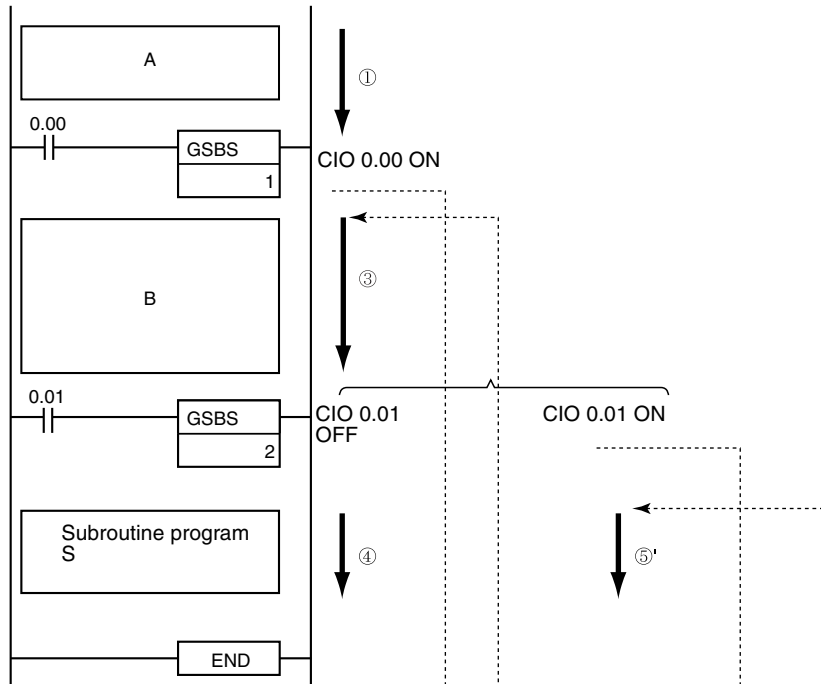 A
①
0.00
GSBS
1
CIO 0.00 ON
③
B
0.01
GSBS
2
CIO 0.01
OFF
CIO 0.01 ON
Subroutine program
S
④
⑤'
END